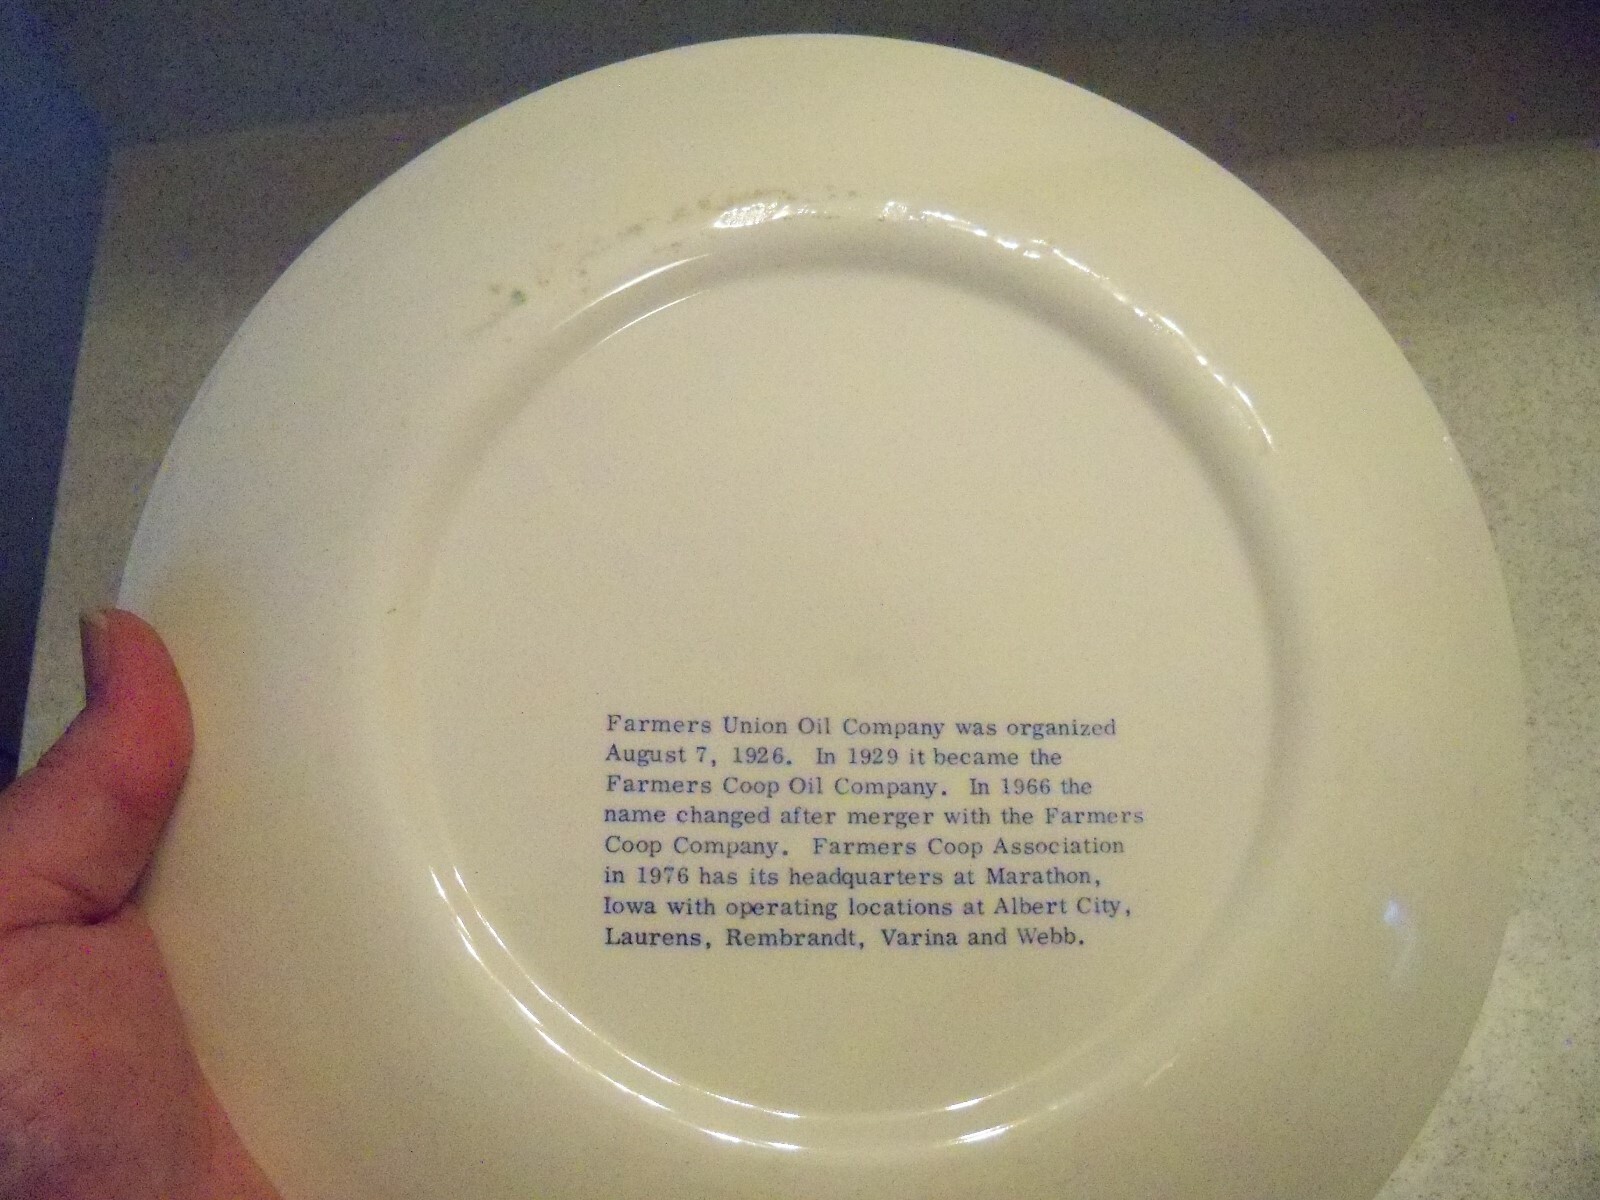 Farmers Union Oil Company was organized
August 7, 1926. In 1929 it became the
Farmers Coop Oil Company. In 1966 the
name changed after merger with the Farmers
Coop Company. Farmers Coop Association
in 1976 has its headquarters at Marathon,
Iowa with operating locations at Albert City,
Laurens, Rembrandt, Varina and Webb.